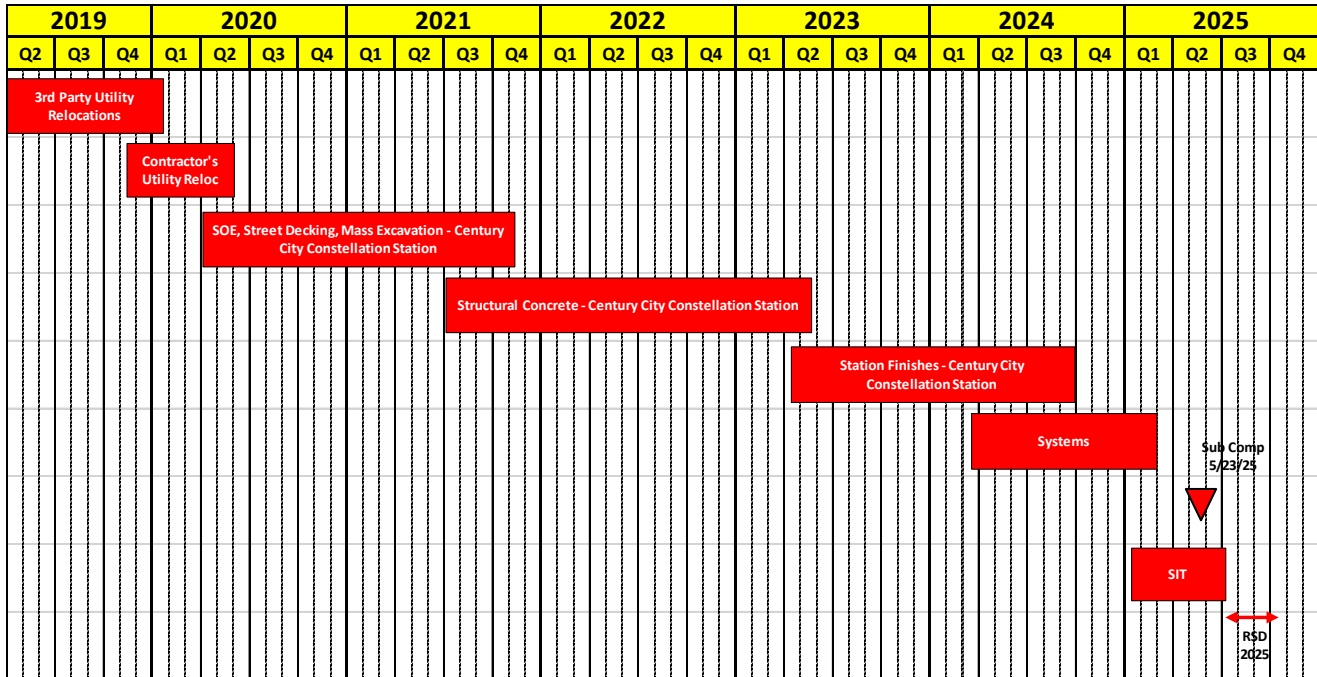 2019 2020 2021 2022 2023 2024 2025
Q2 Q3 Q4 Q1 Q2 Q3 Q4 Q1 Q2 Q3 Q4 Q1 Q2 Q3 Q4 Q1 Q2 Q3 Q4 Q1 Q2 Q3 Q4 Q1 Q2 Q3 Q4
3rd Party Utility
Relocations
Contractor's
Utility Reloc
SOE, Street Decking, Mass Excavation - Century
City Constellation Station
Structural Concrete - Century City Constellation Station
Station Finishes - Century City
Constellation Station
Systems
Sub Comp
5/23/25
SIT
RSD
2025